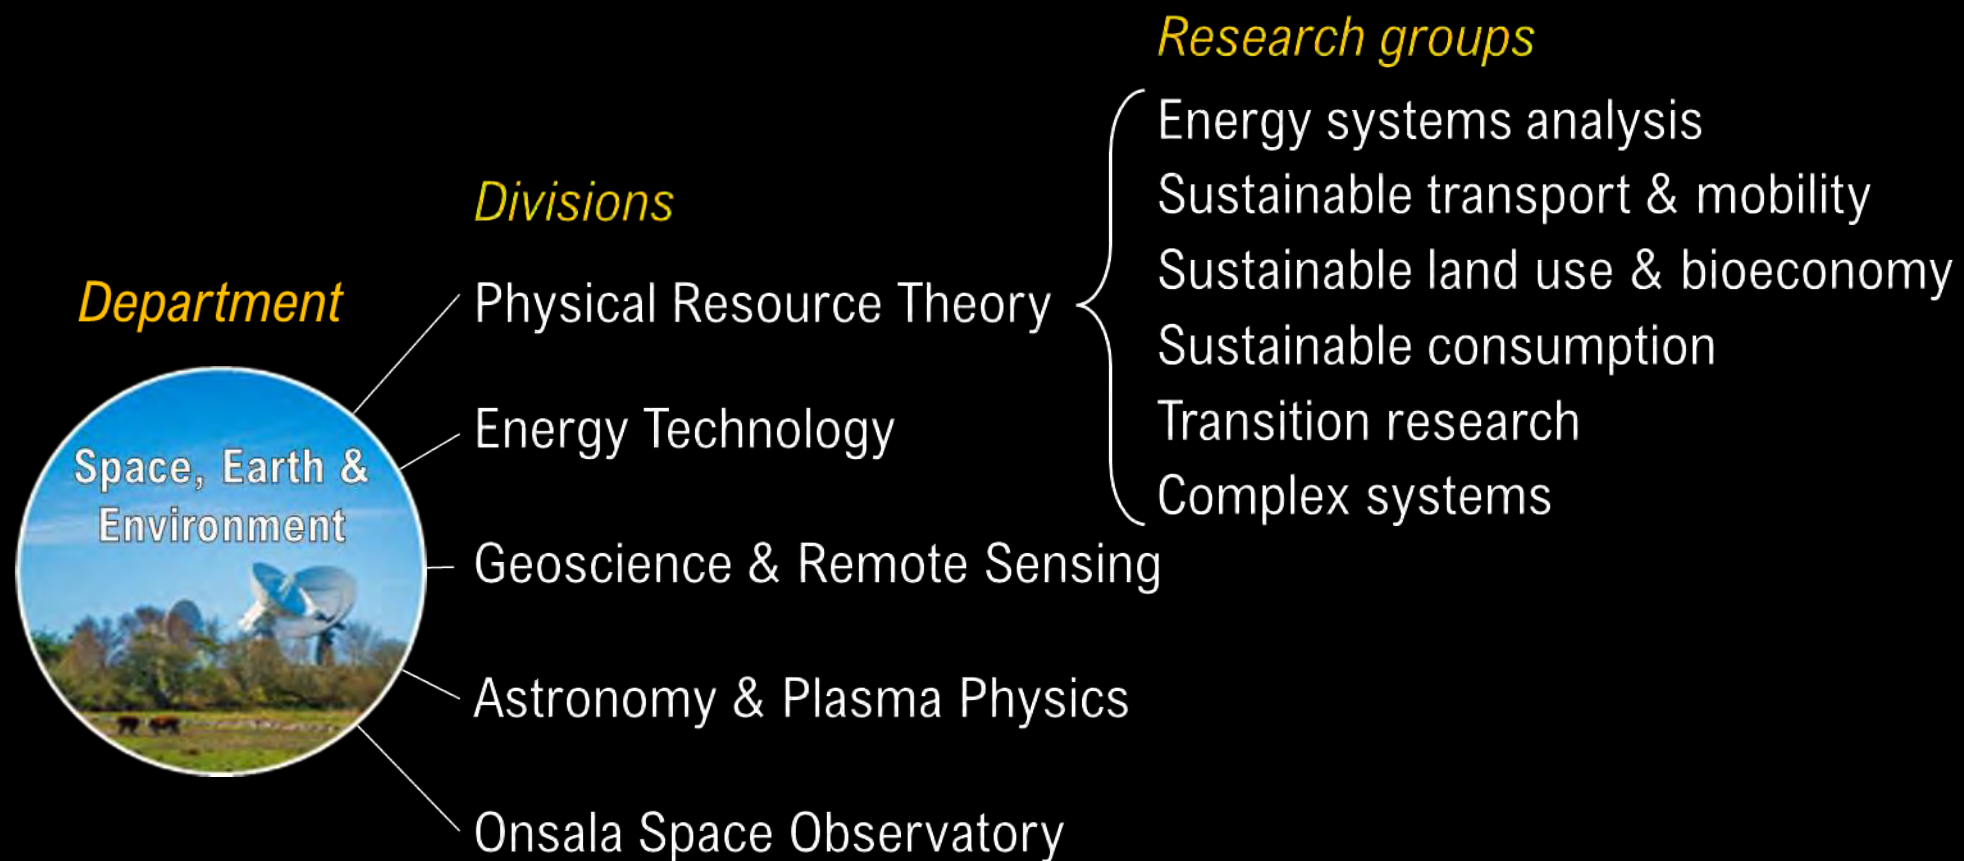 Department
Space, Earth &
Environment
Divisions
Physical Resource Theory
Energy Technology
Geoscience & Remote Sensing
Astronomy & Plasma Physics
Onsala Space Observatory
Research groups
Energy systems analysis
Sustainable transport & mobility
Sustainable land use & bioeconomy
Sustainable consumption
Transition research
Complex systems